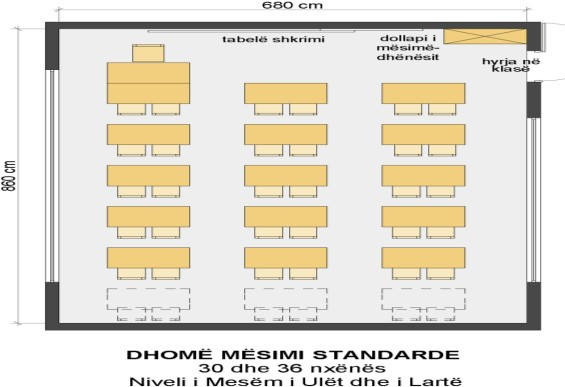 680 cm
tabelë shkrimi
dollapi i
mësimë-
dhënësit
hyrja në
klasë
860 cm
DHOMË MËSIMI STANDARDE
30 dhe 36 nxënës
Niveli i Mesëm i Ulët dhe i Lartë